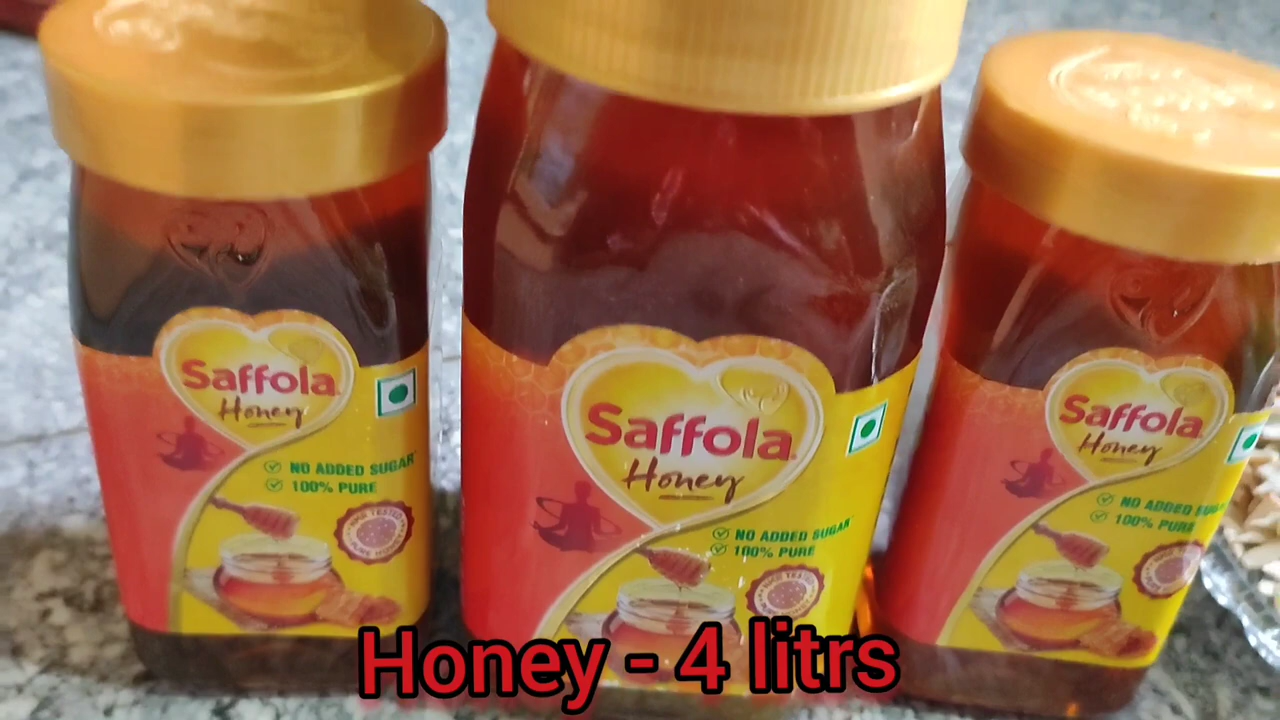 Saffola
Honey
NO ADDED SUGAR
100% PURE
Saffola
Honey
NO ADDED SUGAR
100% PURE
Saffola
Honey
NO ADDED SUGAR
100% PURE
Honey - 4 litrs